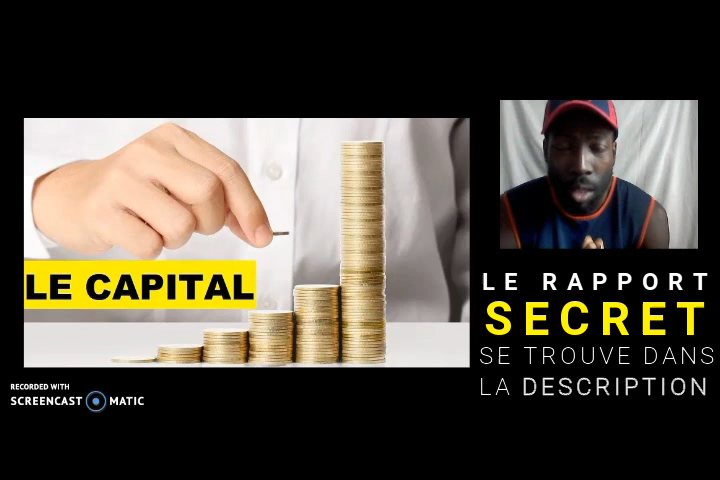 LE CAPITAL
LE RAPPORT
SECRET
SE TROUVE DANS
LA DESCRIPTION
RECORDED WITH
SCREENCAST MATIC